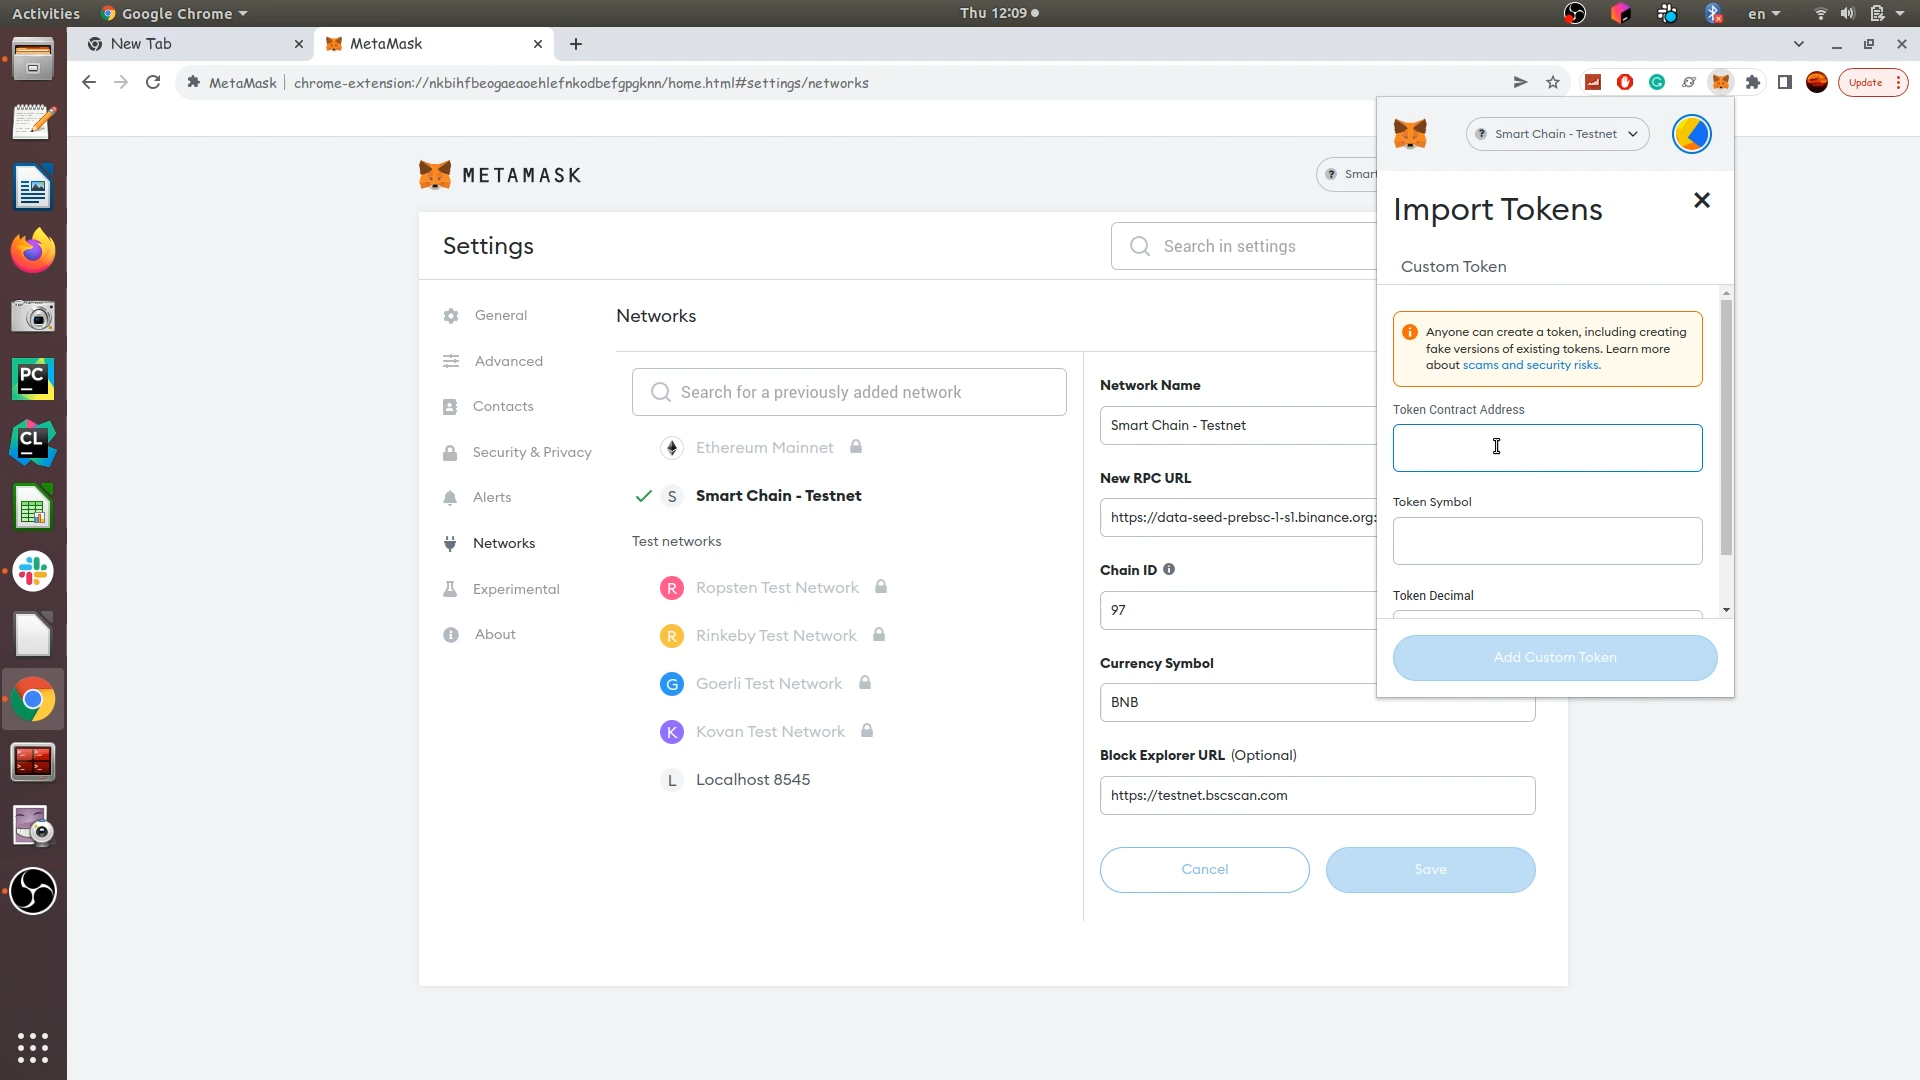 Activities
Google Chrome
Thu 12:09
en
New Tab
MetaMask
MetaMask
chrome-extension://nkbihfbeogaeaoehlefnkodbefgpgknn/home.html#settings/networks
Update
METAMASK
Smart
Settings
Search in settings
General
Advanced
Contacts
Security & Privacy
Alerts
Networks
Experimental
About
Networks
Search for a previously added network
Ethereum Mainnet
S
Smart Chain - Testnet
Test networks
R
Ropsten Test Network
R
Rinkeby Test Network
G
Goerli Test Network
K
Kovan Test Network
L
Localhost 8545
Network Name
Smart Chain - Testnet
New RPC URL
https://data-seed-prebsc-1-s1.binance.org:
Chain ID
97
Currency Symbol
BNB
Block Explorer URL (Optional)
https://testnet.bscscan.com
Cancel
Save
? Smart Chain - Testnet
Import Tokens
Custom Token
Anyone can create a token, including creating
fake versions of existing tokens. Learn more
about scams and security risks.
Token Contract Address
Token Symbol
Token Decimal
Add Custom Token
PC
CL